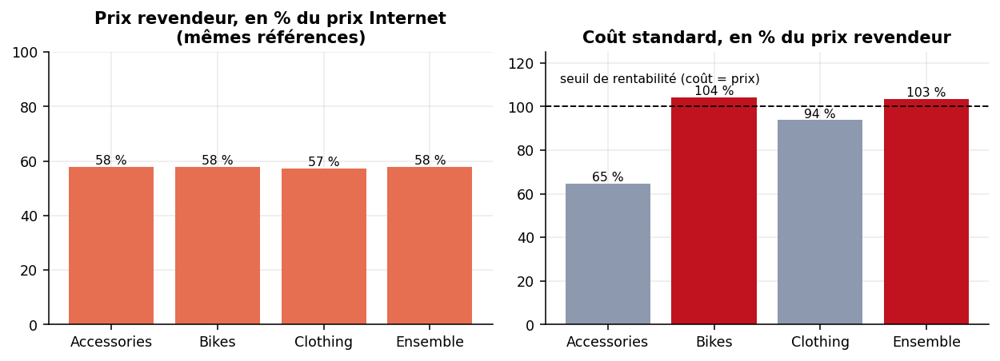 Prix revendeur, en % du prix Internet
(mêmes références)
100
80
60
40
20
0
58 %
58 %
57 %
58 %
Accessories
Bikes
Clothing
Ensemble
Coût standard, en % du prix revendeur
120
100
80
60
40
20
0
seuil de rentabilité (coût = prix)
65 %
104 %
94 %
103 %
Accessories
Bikes
Clothing
Ensemble